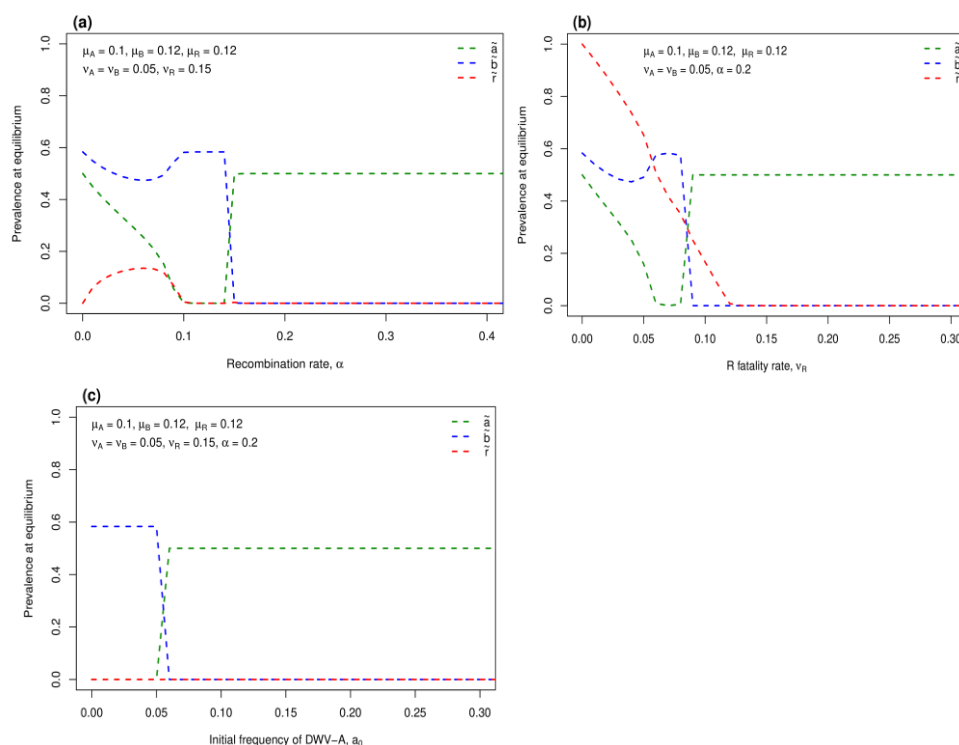 (a)
μA = 0.1, μB = 0.12, μR = 0.12
νA = νB = 0.05, νR = 0.15
ã
b̃
r̃
Prevalence at equilibrium
1.0
0.8
0.6
0.4
0.2
0.0
0.0 0.1 0.2 0.3 0.4
Recombination rate, α
(b)
μA = 0.1, μB = 0.12, μR = 0.12
νA = νB = 0.05, α = 0.2
ã
b̃
r̃
Prevalence at equilibrium
1.0
0.8
0.6
0.4
0.2
0.0
0.00 0.05 0.10 0.15 0.20 0.25 0.30
R fatality rate, νR
(c)
μA = 0.1, μB = 0.12, μR = 0.12
νA = νB = 0.05, νR = 0.15, α = 0.2
ã
b̃
r̃
Prevalence at equilibrium
1.0
0.8
0.6
0.4
0.2
0.0
0.00 0.05 0.10 0.15 0.20 0.25 0.30
Initial frequency of DWV−A, a0